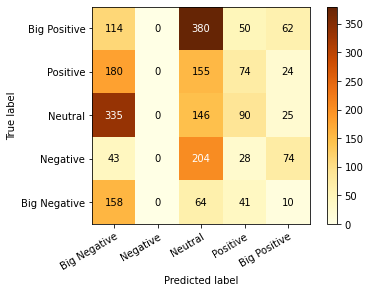 Big Positive 114 0 380 50 62
Positive 180 0 155 74 24
Neutral 335 0 146 90 25
Negative 43 0 204 28 74
Big Negative 158 0 64 41 10
True label
Big Negative Negative Neutral Positive Big Positive
Predicted label
350
300
250
200
150
100
50
0